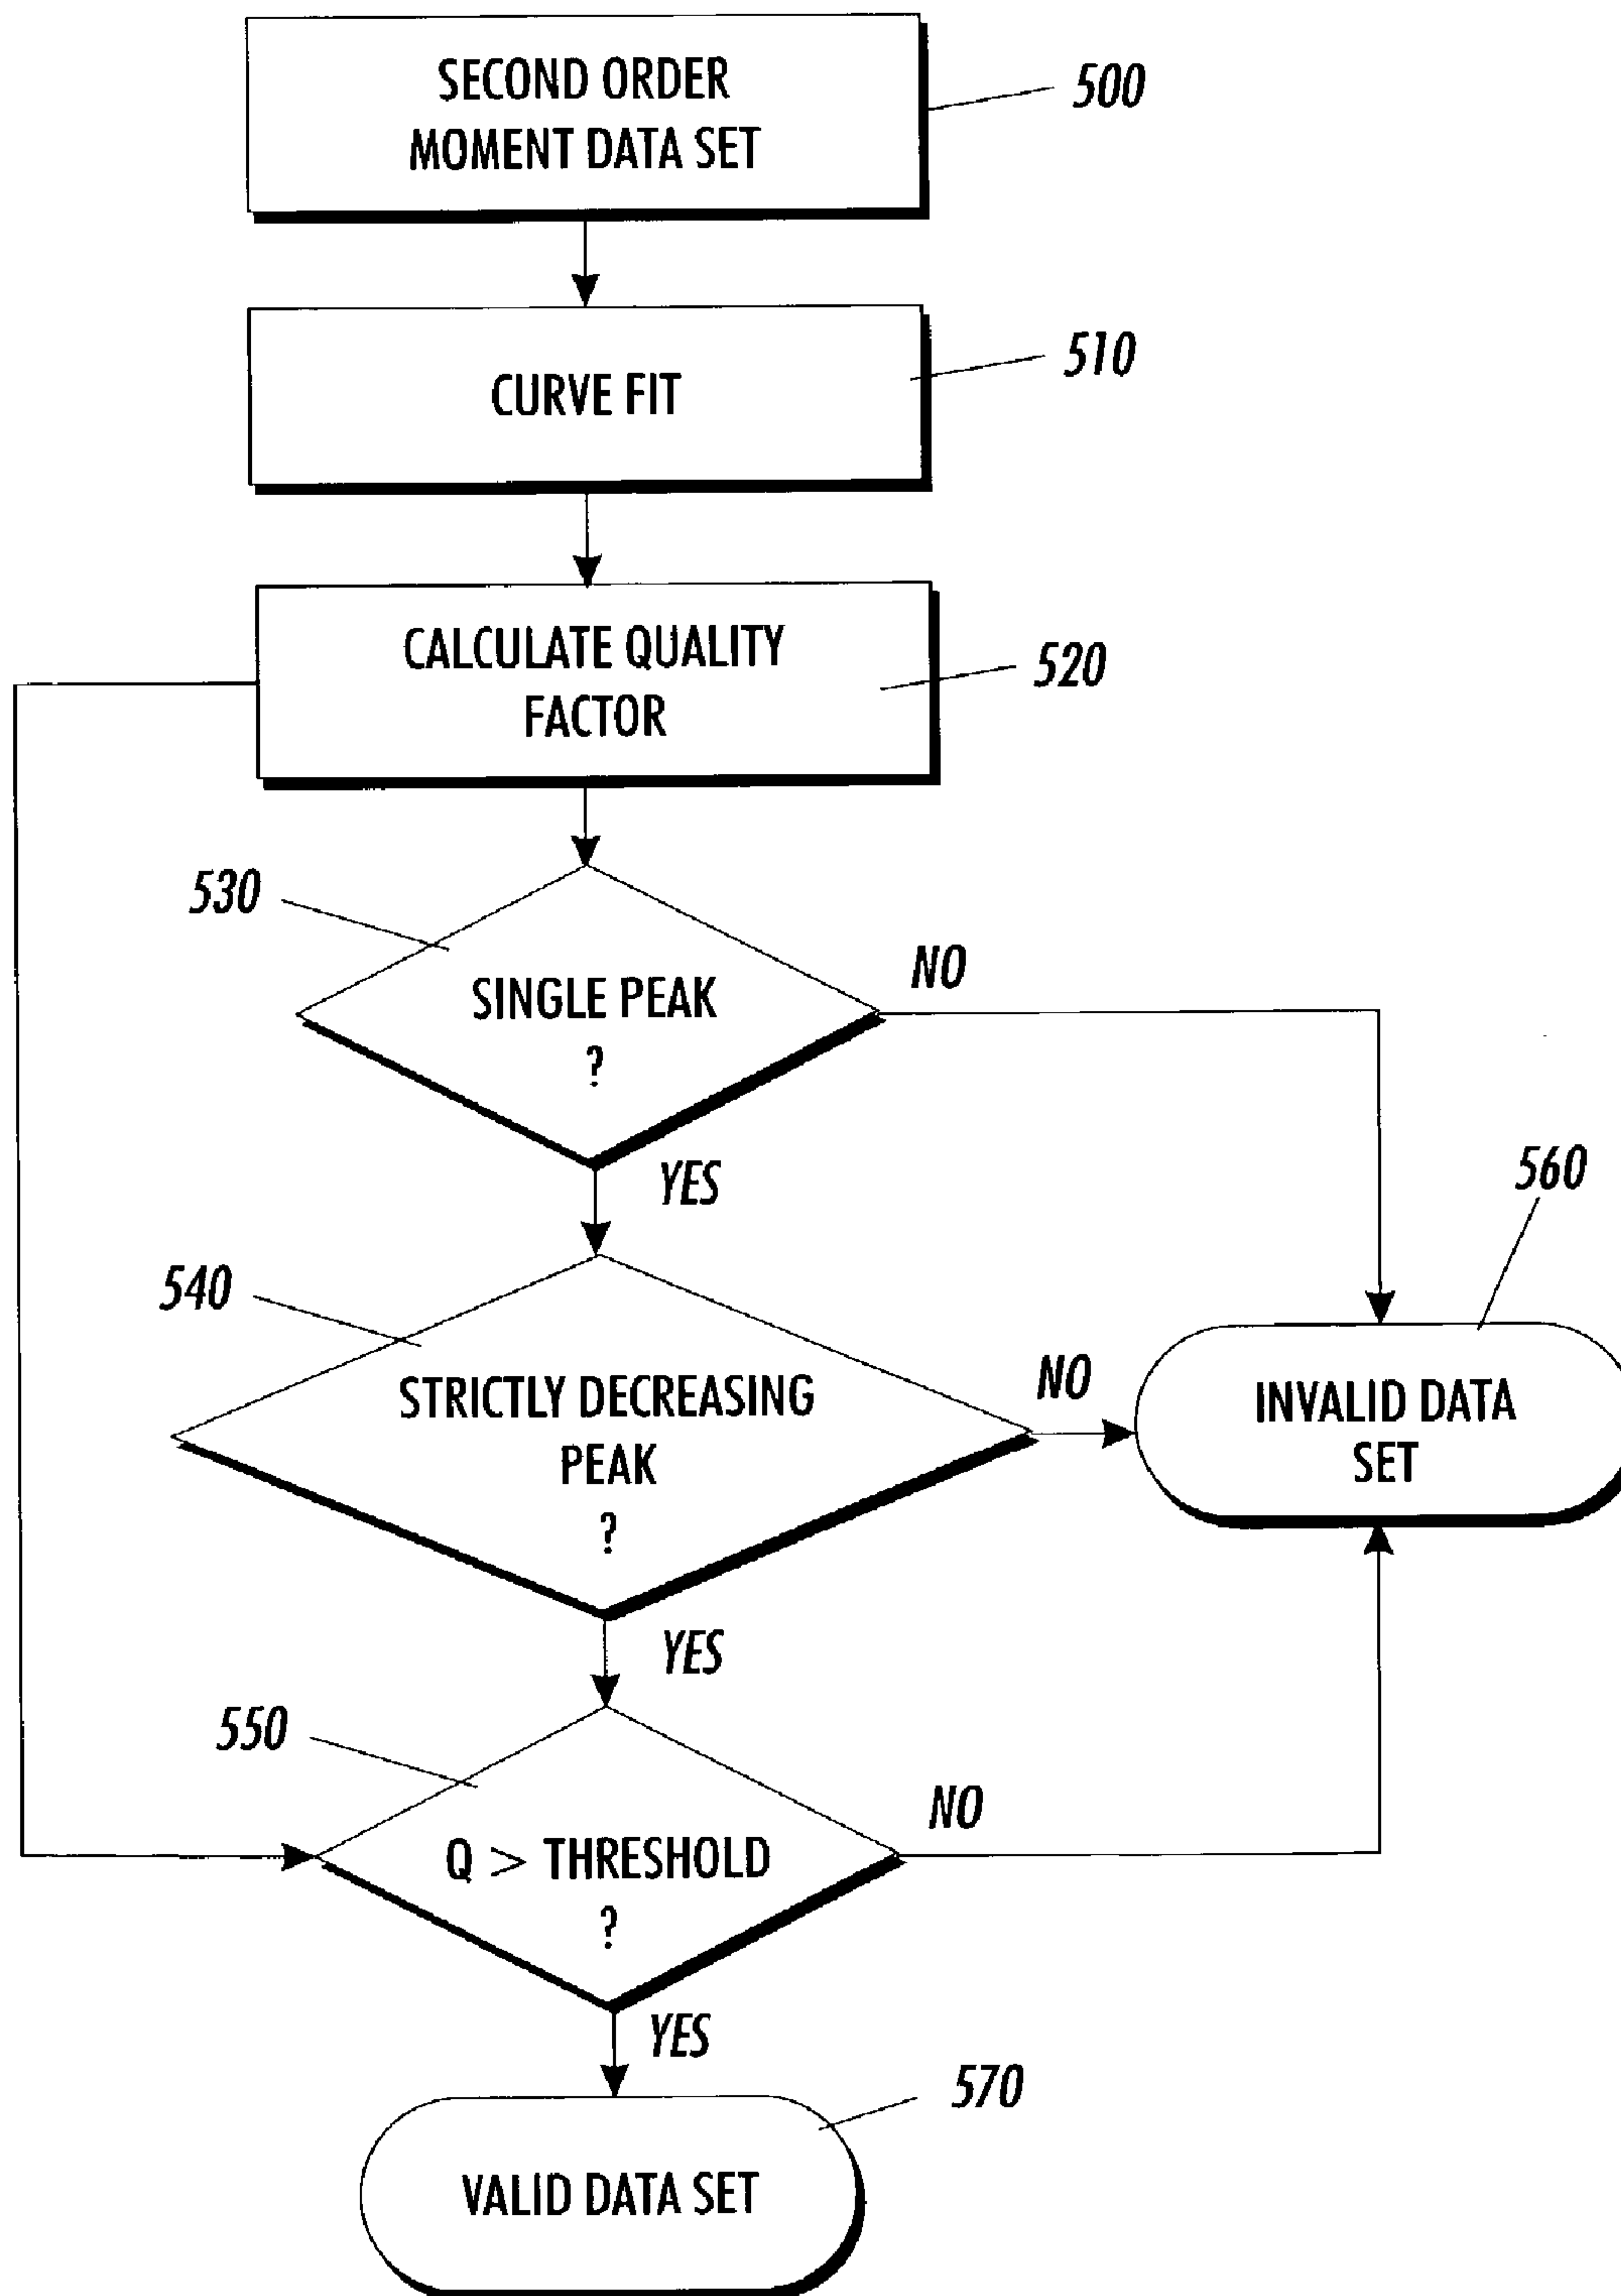 SECOND ORDER
MOMENT DATA SET
500
CURVE FIT
510
CALCULATE QUALITY
FACTOR
520
530
SINGLE PEAK
?
NO
YES
540
STRICTLY DECREASING
PEAK
?
NO
560
INVALID DATA
SET
YES
550
Q > THRESHOLD
?
NO
YES
570
VALID DATA SET